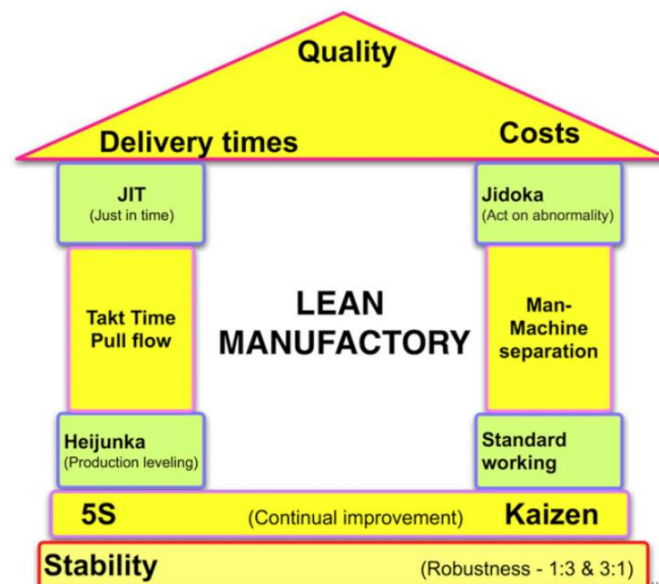 Quality
Delivery times
Costs
JIT
(Just in time)
Jidoka
(Act on abnormality)
Takt Time
Pull flow
LEAN
MANUFACTORY
Man-
Machine
separation
Heijunka
(Production leveling)
Standard
working
5S (Continual improvement) Kaizen
Stability (Robustness - 1:3 & 3:1)